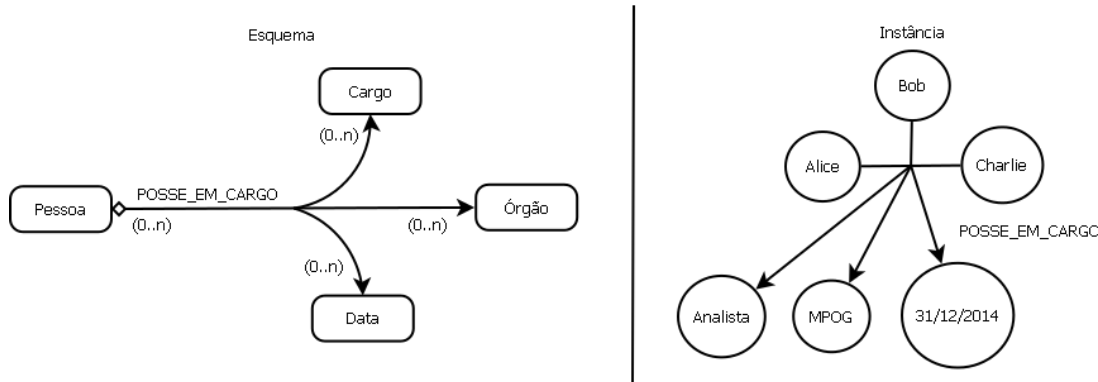 Esquema
Cargo
(0..n)
POSSE_EM_CARGO
Pessoa
(0..n)
(0..n)
Órgão
(0..n)
Data
Instância
Bob
Alice
Charlie
POSSE_EM_CARGO
Analista
MPOG
31/12/2014